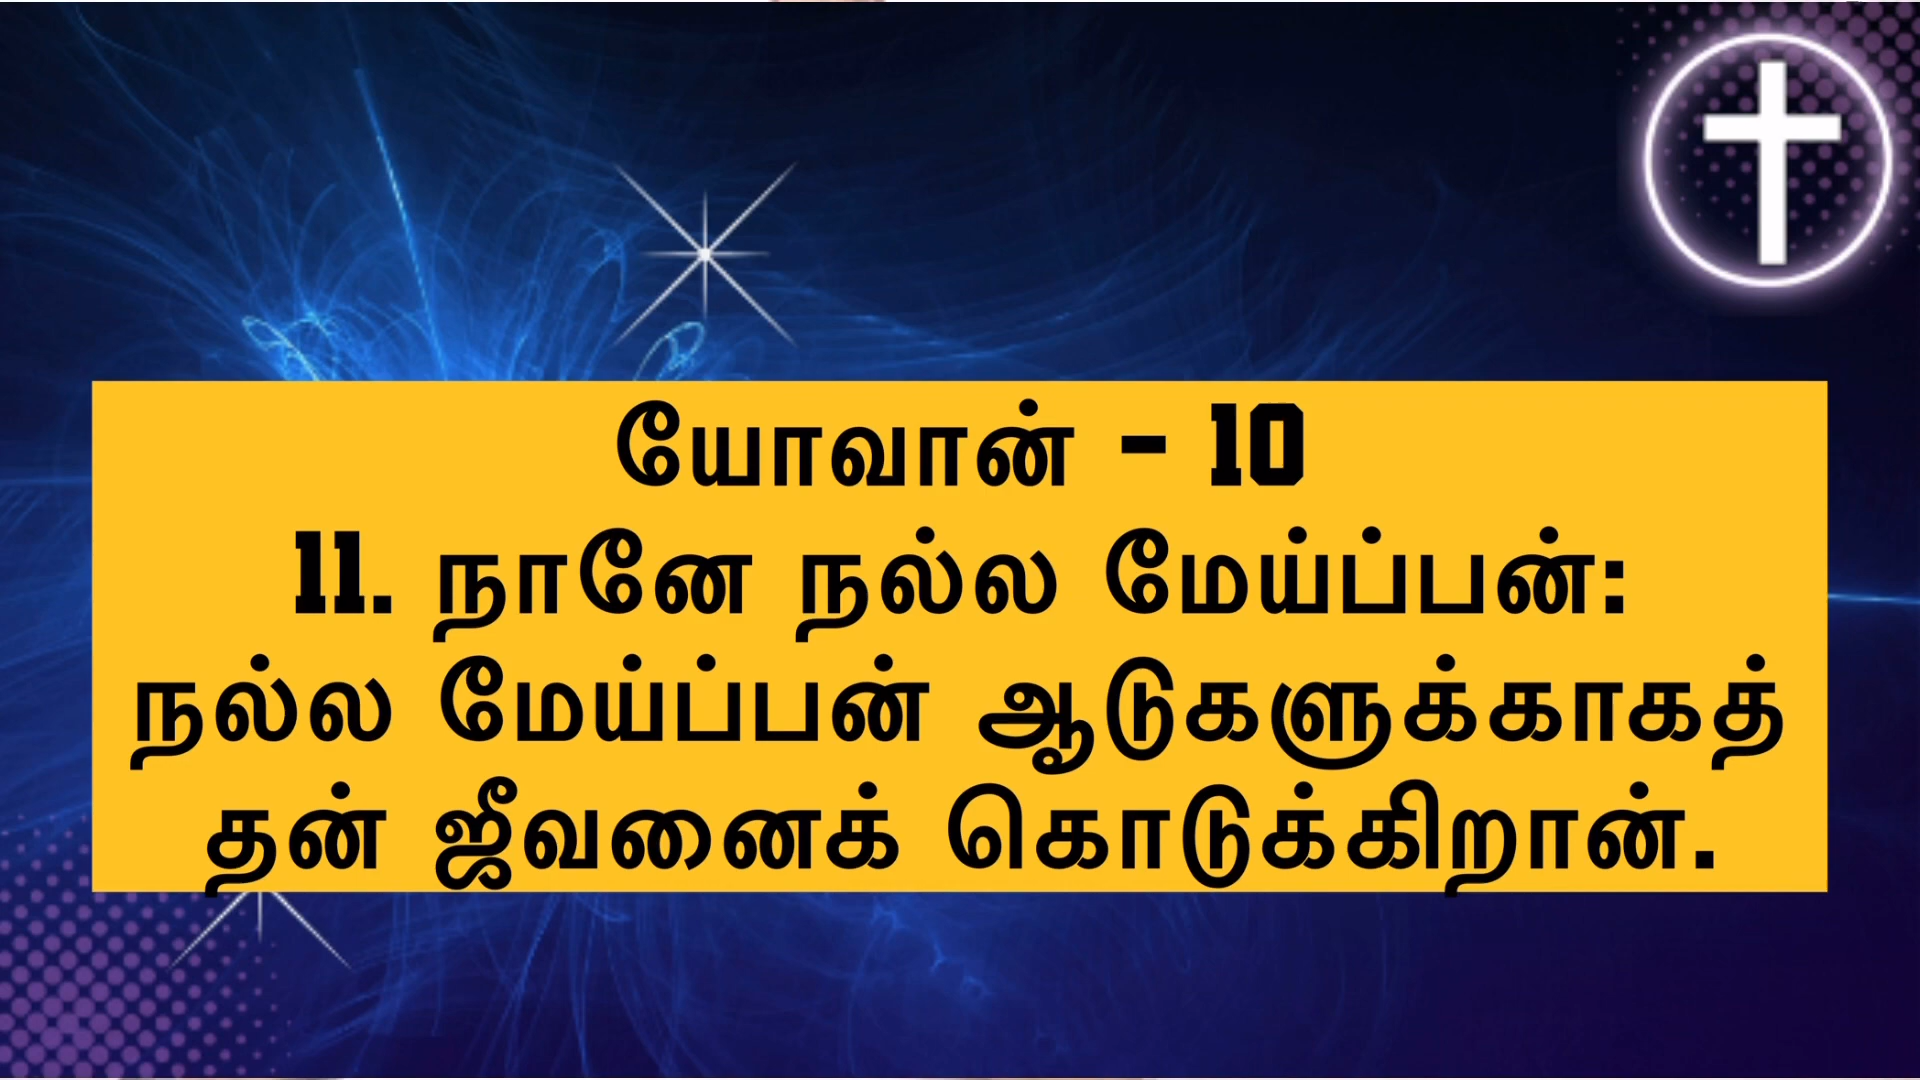 யோவான் - 10
11. நானே நல்ல மேய்ப்பன்:
நல்ல மேய்ப்பன் ஆடுகளுக்காகத்
தன் ஜீவனைக் கொடுக்கிறான்.